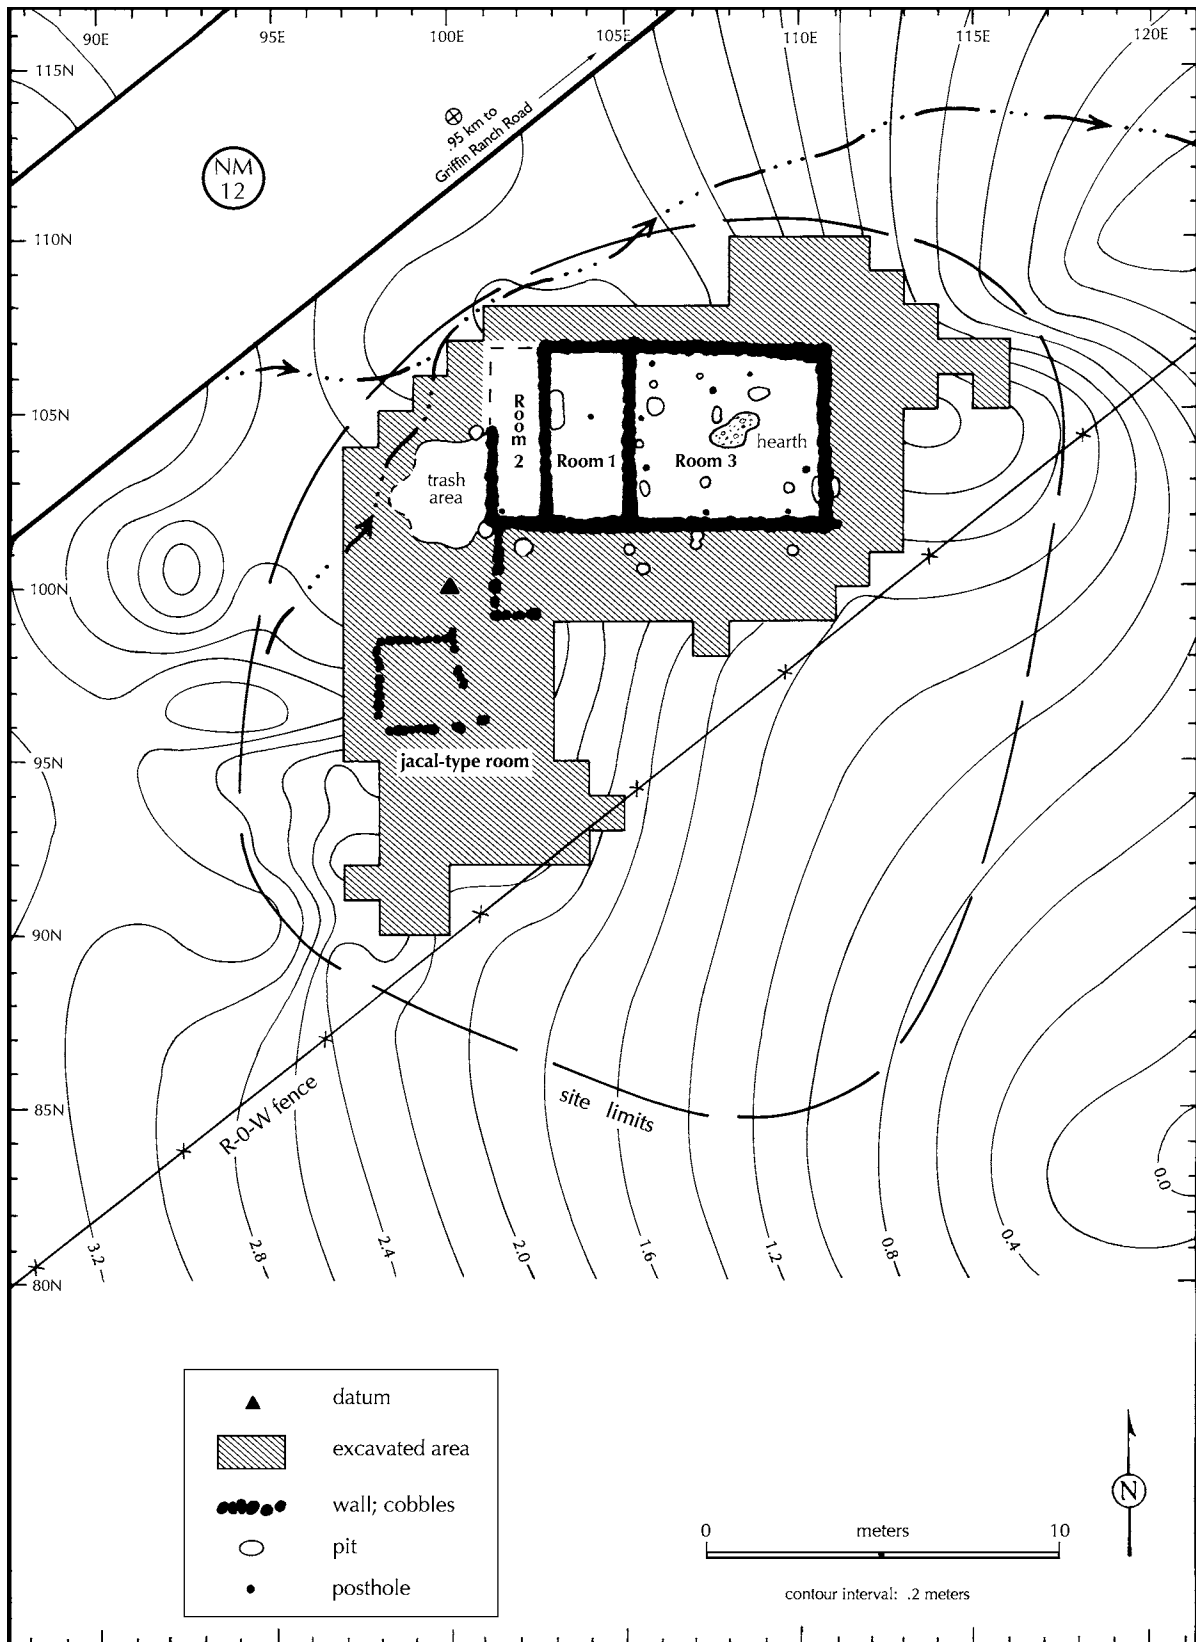 90E
95E
100E
105E
110E
115E
120E
115N
110N
105N
100N
95N
90N
85N
80N
NM
12
.95 km to
Griffin Ranch Road
Room
2
Room 1
Room 3
hearth
trash
area
jacal-type room
R-0-W fence
site limits
3.2
2.8
2.4
2.0
1.6
1.2
0.8
0.4
0.0
datum
excavated area
wall; cobbles
pit
posthole
0 meters 10
contour interval: .2 meters
N